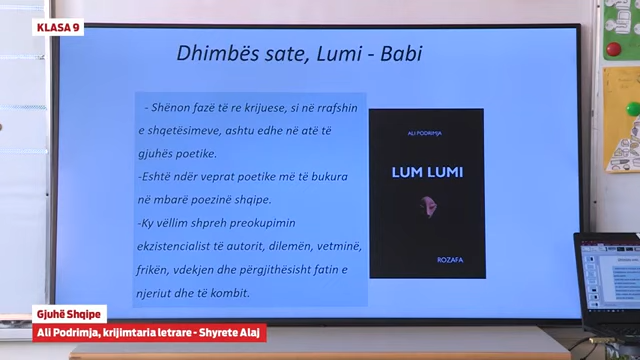 KLASA 9
Dhimbës sate, Lumi - Babi
- Shënon fazë të re krijuese, si në rrafshin
e shqetësimeve, ashtu edhe në atë të
gjuhës poetike.
-Eshtë ndër veprat poetike më të bukura
në mbarë poezinë shqipe.
-Ky vëllim shpreh preokupimin
ekzistencialist të autorit, dilemën, vetminë,
frikën, vdekjen dhe përgjithësisht fatin e
njeriut dhe të kombit.
ALI PODRIMJA
LUM LUMI
ROZAFA
Gjuhë Shqipe
Ali Podrimja, krijimtaria letrare - Shyrete Alaj